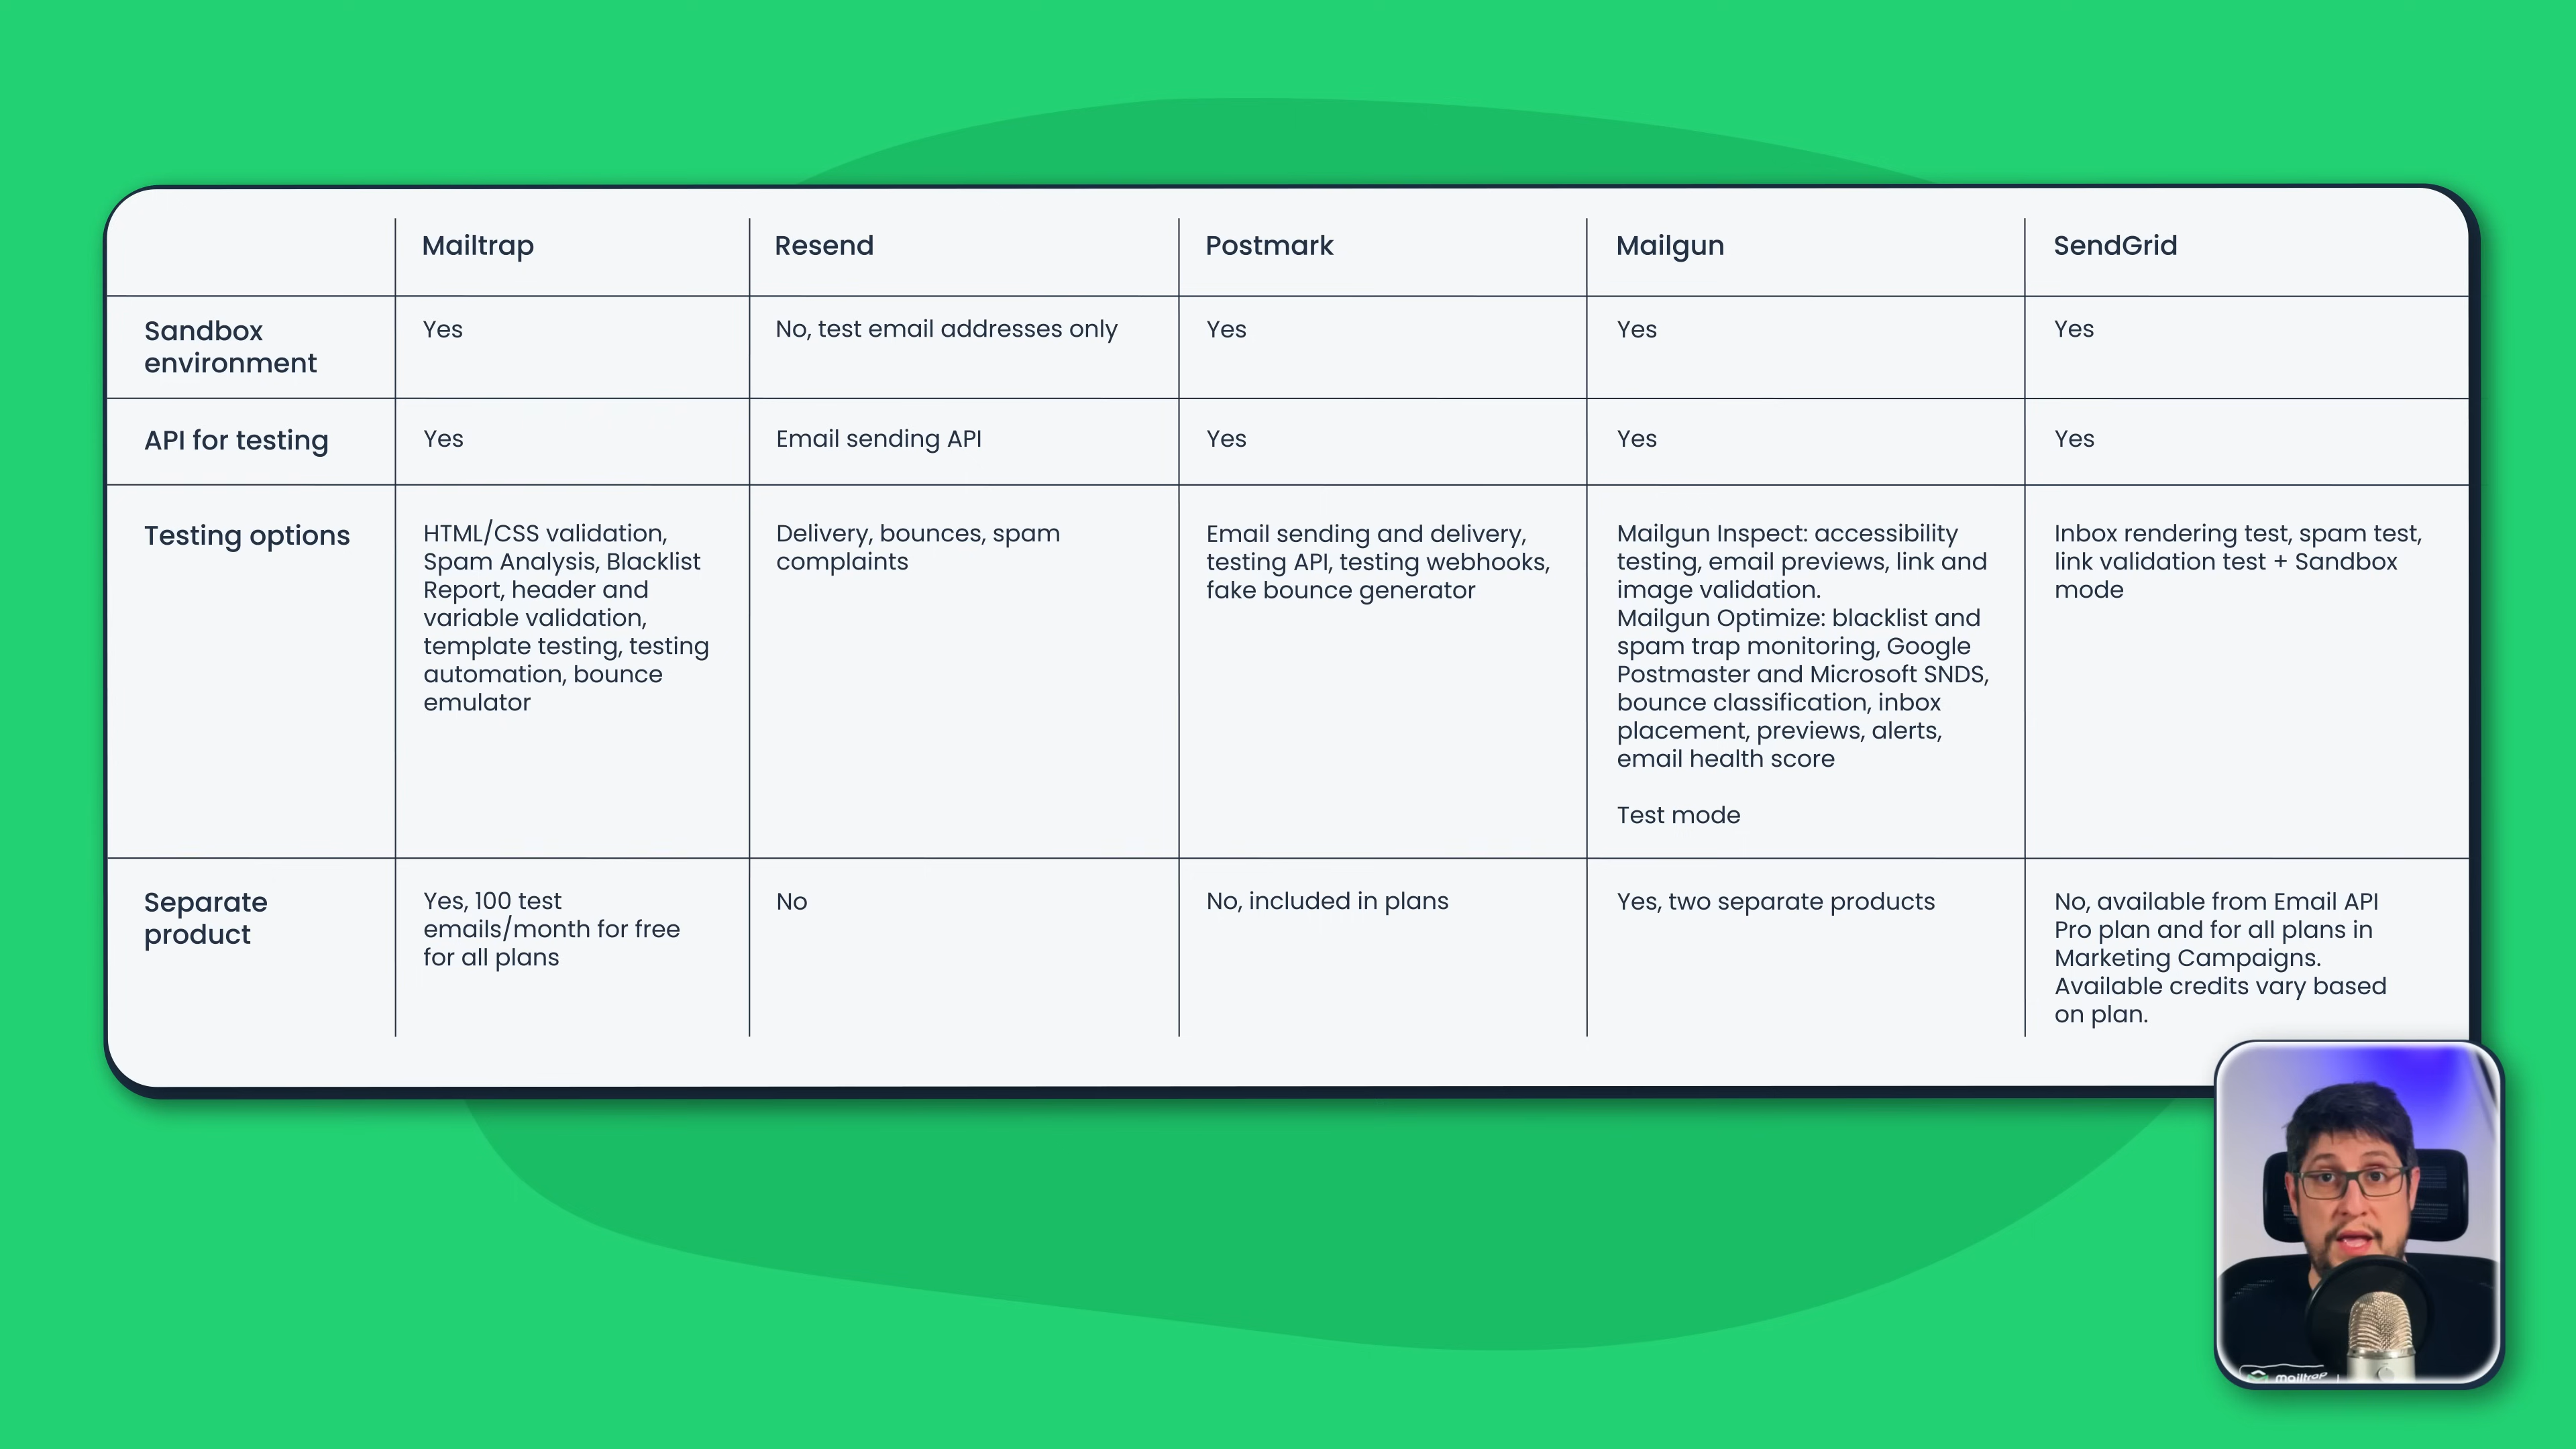 Mailtrap
Resend
Postmark
Mailgun
SendGrid
Sandbox
environment
Yes
No, test email addresses only
Yes
Yes
Yes
API for testing
Yes
Email sending API
Yes
Yes
Yes
Testing options
HTML/CSS validation,
Spam Analysis, Blacklist
Report, header and
variable validation,
template testing, testing
automation, bounce
emulator
Delivery, bounces, spam
complaints
Email sending and delivery,
testing API, testing webhooks,
fake bounce generator
Mailgun Inspect: accessibility
testing, email previews, link and
image validation.
Mailgun Optimize: blacklist and
spam trap monitoring, Google
Postmaster and Microsoft SNDS,
bounce classification, inbox
placement, previews, alerts,
email health score
Test mode
Inbox rendering test, spam test,
link validation test + Sandbox
mode
Separate
product
Yes, 100 test
emails/month for free
for all plans
No
No, included in plans
Yes, two separate products
No, available from Email API
Pro plan and for all plans in
Marketing Campaigns.
Available credits vary based
on plan.
mailtrap